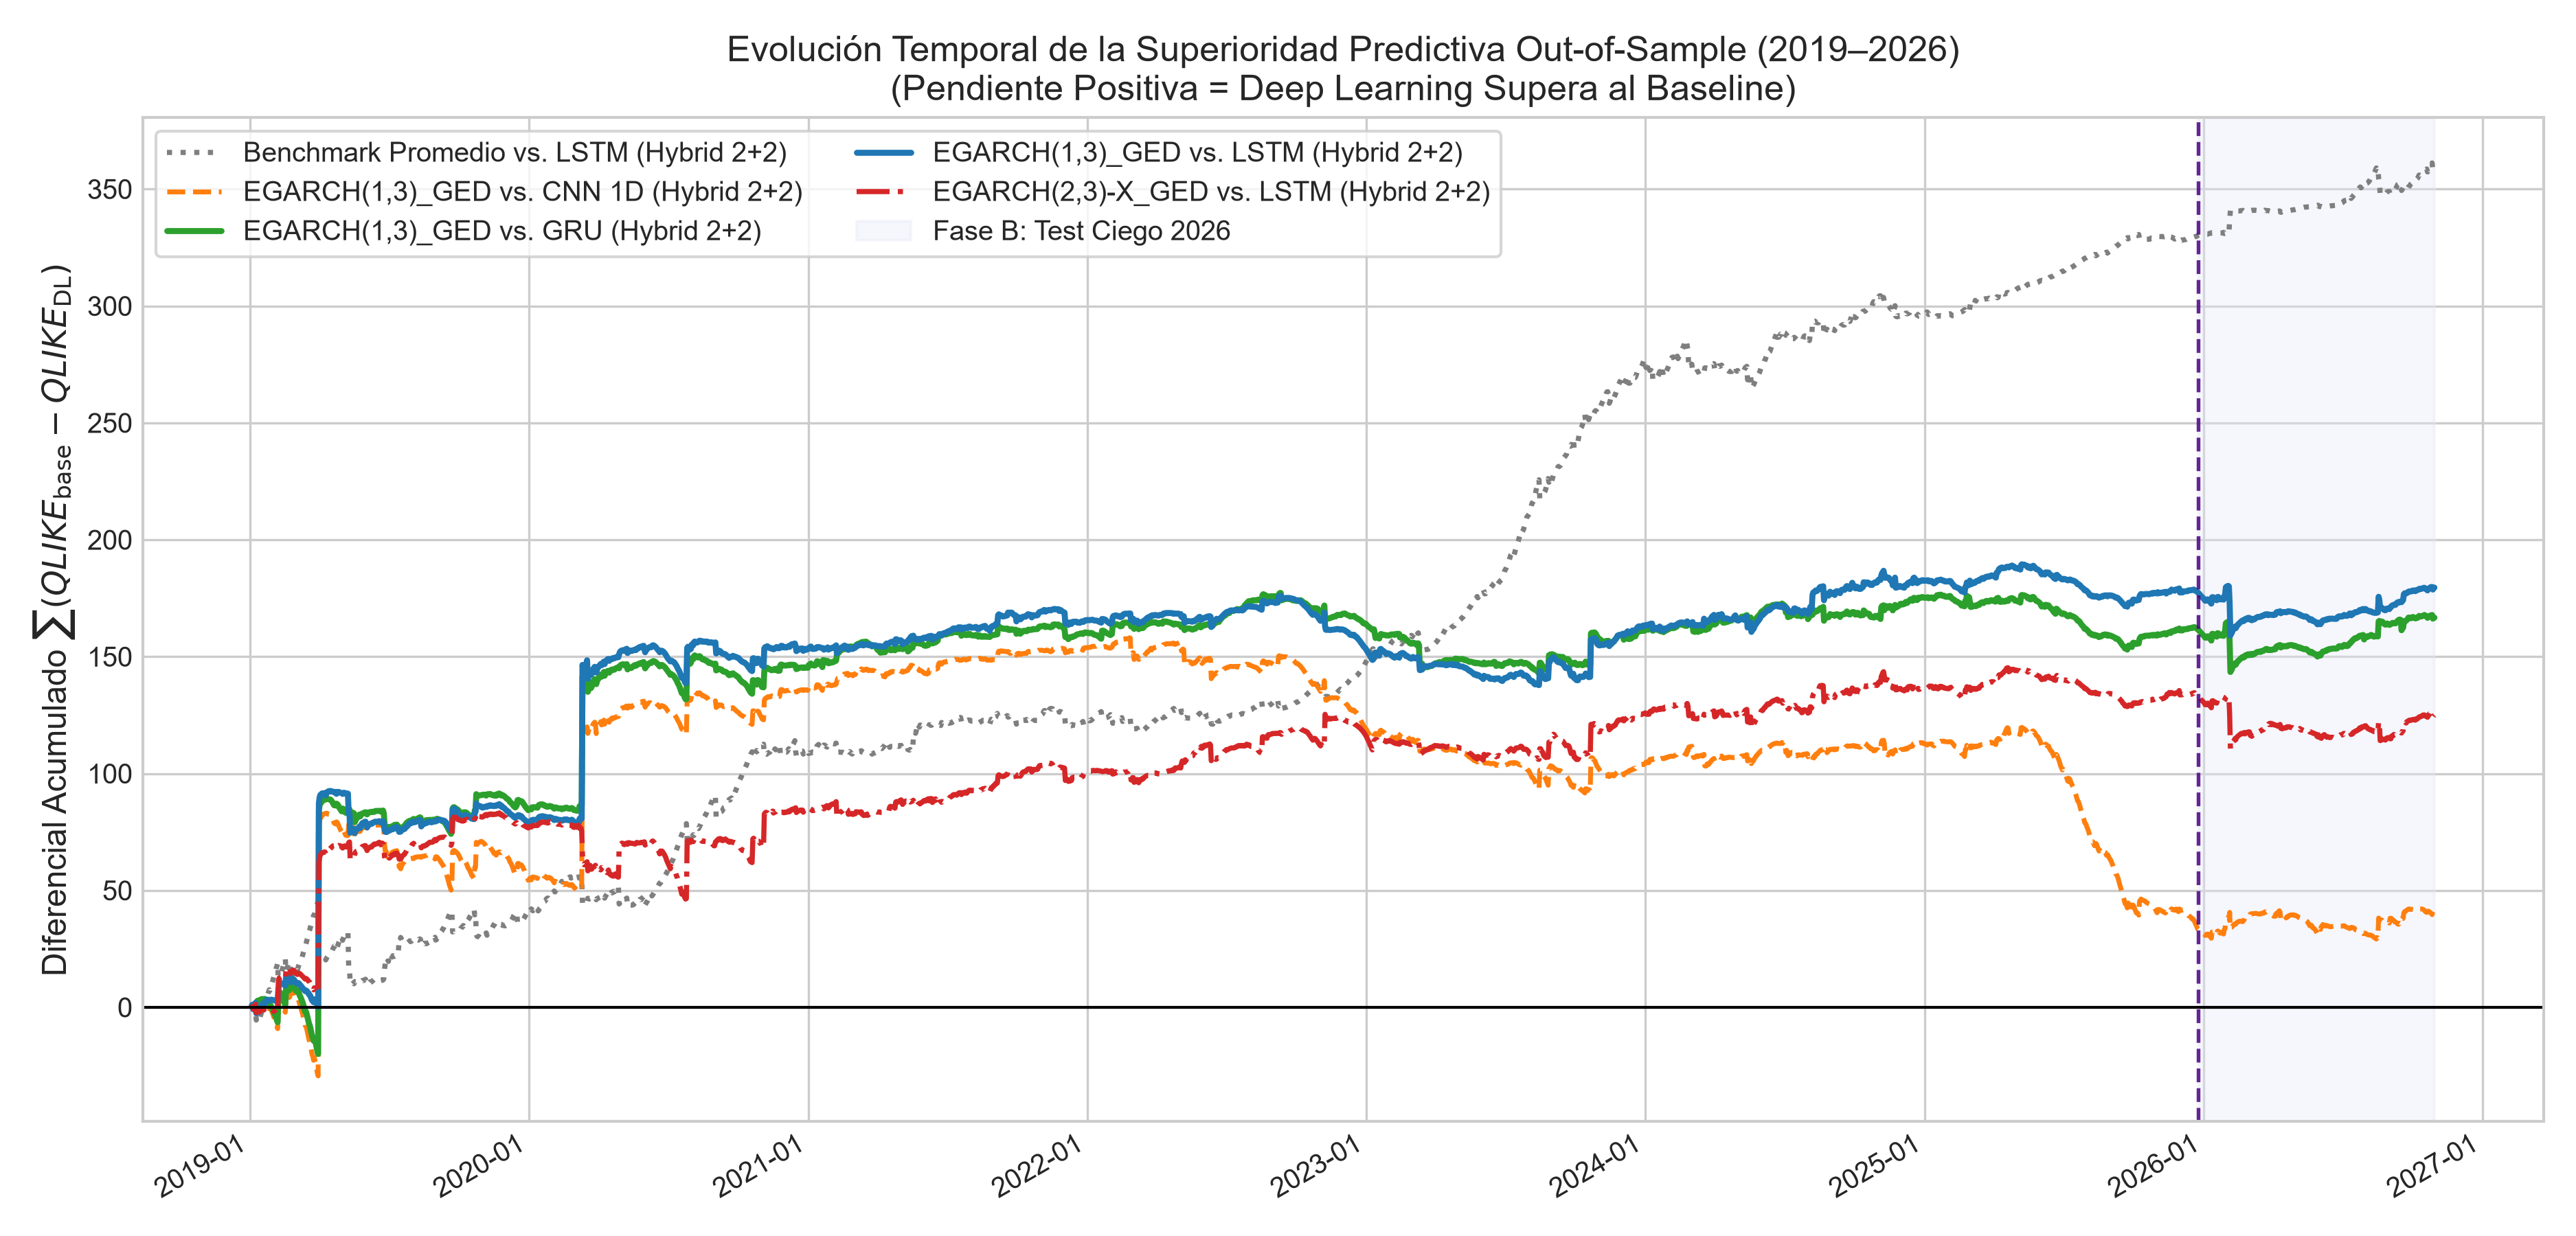 Evolución Temporal de la Superioridad Predictiva Out-of-Sample (2019–2026)
(Pendiente Positiva = Deep Learning Supera al Baseline)
Benchmark Promedio vs. LSTM (Hybrid 2+2)
EGARCH(1,3)_GED vs. CNN 1D (Hybrid 2+2)
EGARCH(1,3)_GED vs. GRU (Hybrid 2+2)
EGARCH(1,3)_GED vs. LSTM (Hybrid 2+2)
EGARCH(2,3)-X_GED vs. LSTM (Hybrid 2+2)
Fase B: Test Ciego 2026
Diferencial Acumulado ∑(QLIKE_base − QLIKE_DL)
350
300
250
200
150
100
50
0
2019-01
2020-01
2021-01
2022-01
2023-01
2024-01
2025-01
2026-01
2027-01